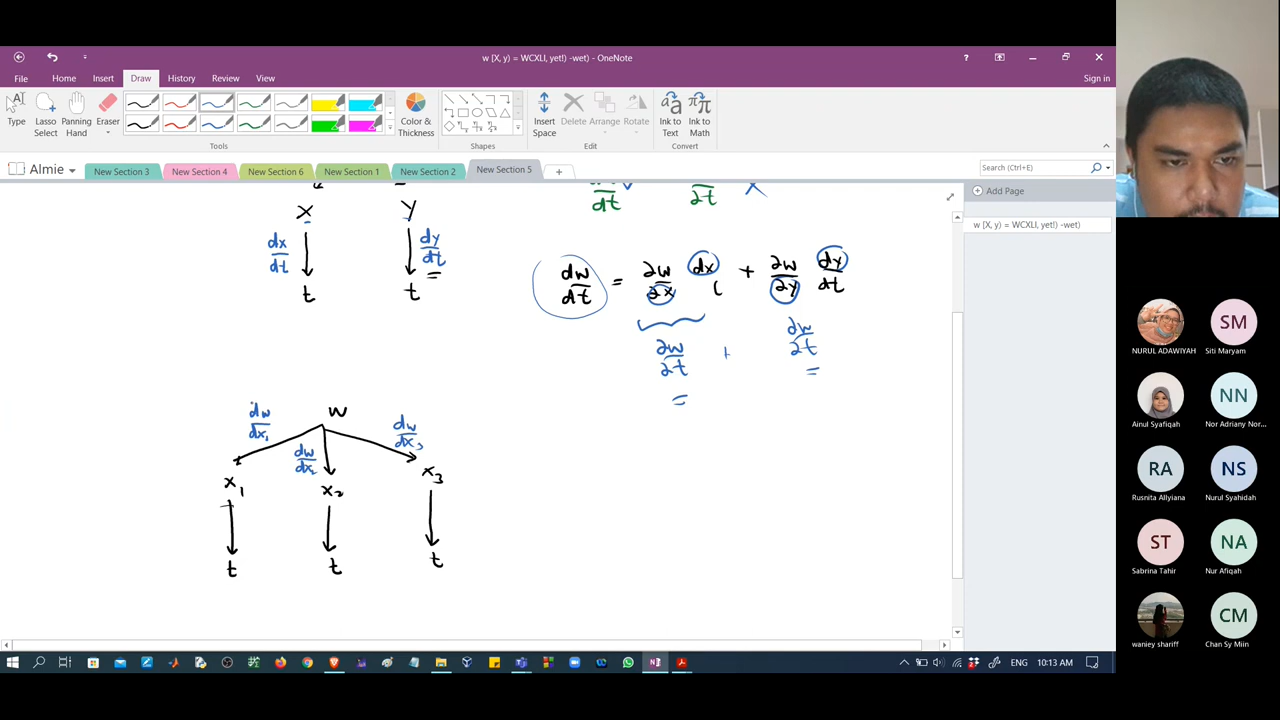 w [X, y) = WCXLI, yet!) -wet) - OneNote
File Home Insert Draw History Review View
Sign in
Type
Lasso Select
Panning Hand
Eraser
Color & Thickness
Insert Space
Delete
Arrange
Rotate
Ink to Text
Ink to Math
Tools
Shapes
Edit
Convert
Almie
New Section 3
New Section 4
New Section 6
New Section 1
New Section 2
New Section 5
Search (Ctrl+E)
Add Page
w [X, y) = WCXLI, yet!) -wet)
x y
dx/dt dy/dt
=
t t
dt ∂t x
dw/dt = ∂w/∂x dx/t + ∂w/∂y dy/dt
∂w/∂t + ∂w/∂t
= =
w
dw/dx₁ dw/dx₂ dw/dx₃
x₁ x₂ x₃
t t t
NURUL ADAWIYAH
SM
Siti Maryam
Ainul Syafiqah
NN
Nor Adriany Nor...
RA
Rusnita Allyiana
NS
Nurul Syahidah
ST
Sabrina Tahir
NA
Nur Afiqah
waniey shariff
CM
Chan Sy Miin
ENG
10:13 AM